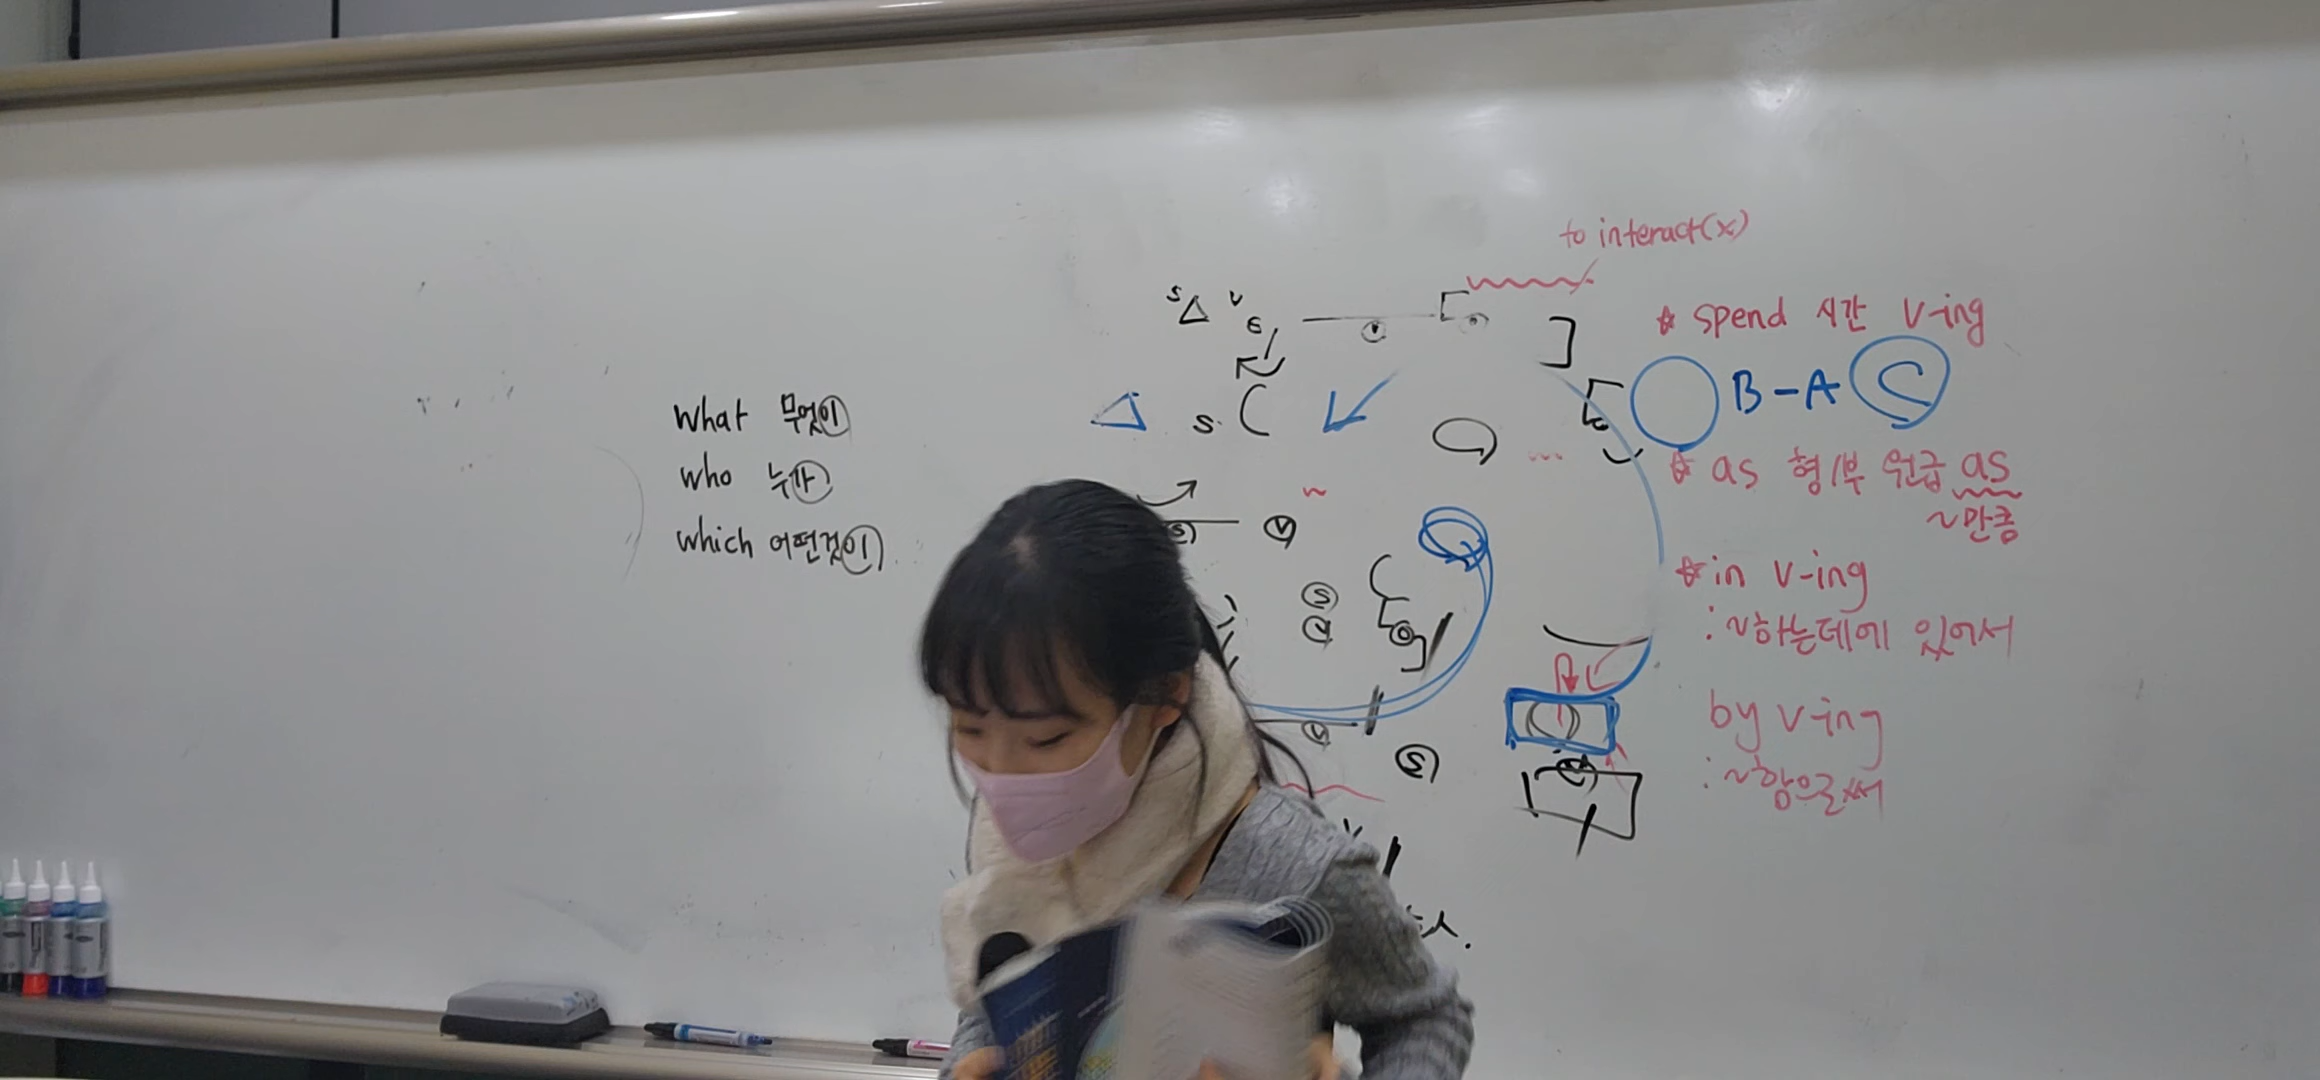 what 무엇이
who 누가
which 어떤것이
S V
S
V
S
V
V
S
to interact(x)
☆ spend 시간 v-ing
B-A S
☆ as 형/부 원급 as
~만큼
☆ in v-ing
: ~하는데에 있어서
by v-ing
: ~함으로써